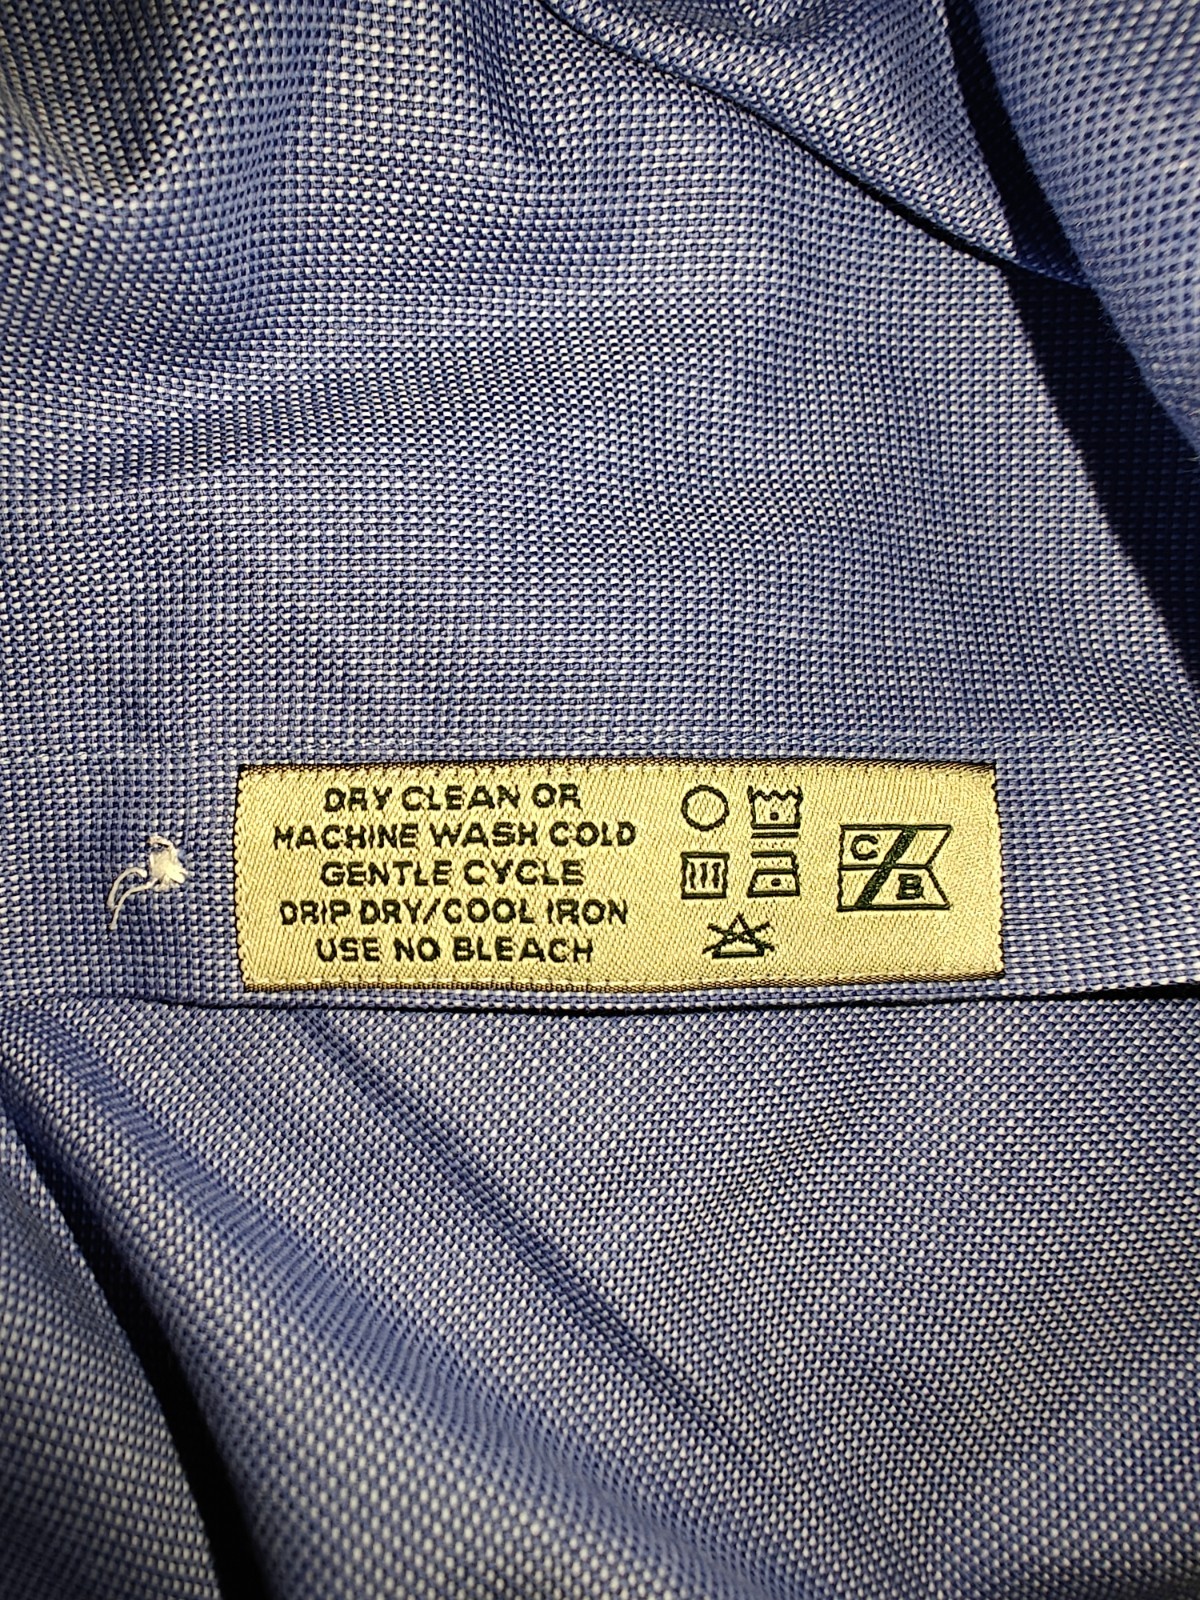 DRY CLEAN OR
MACHINE WASH COLD
GENTLE CYCLE
DRIP DRY/COOL IRON
USE NO BLEACH
C
B